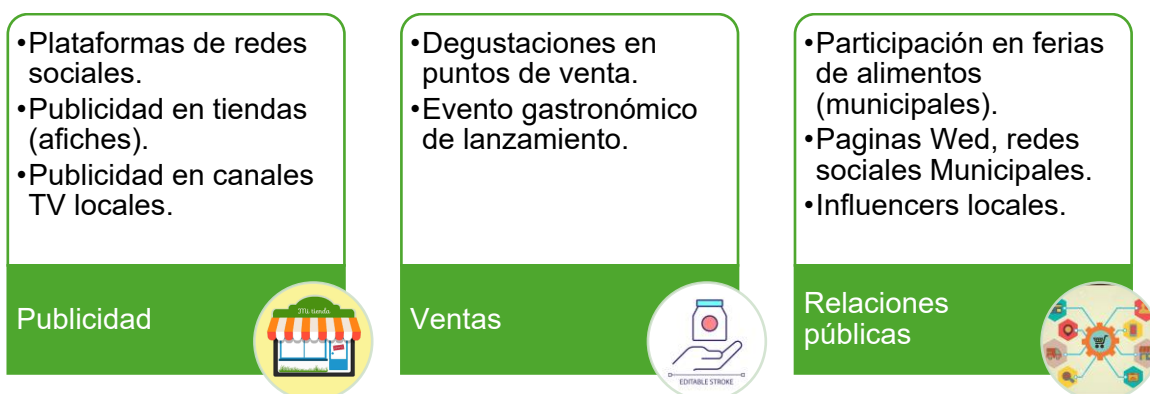 •Plataformas de redes
sociales.
•Publicidad en tiendas
(afiches).
•Publicidad en canales
TV locales.
Publicidad
Mi tienda
•Degustaciones en
puntos de venta.
•Evento gastronómico
de lanzamiento.
Ventas
EDITABLE STROKE
•Participación en ferias
de alimentos
(municipales).
•Paginas Wed, redes
sociales Municipales.
•Influencers locales.
Relaciones
públicas